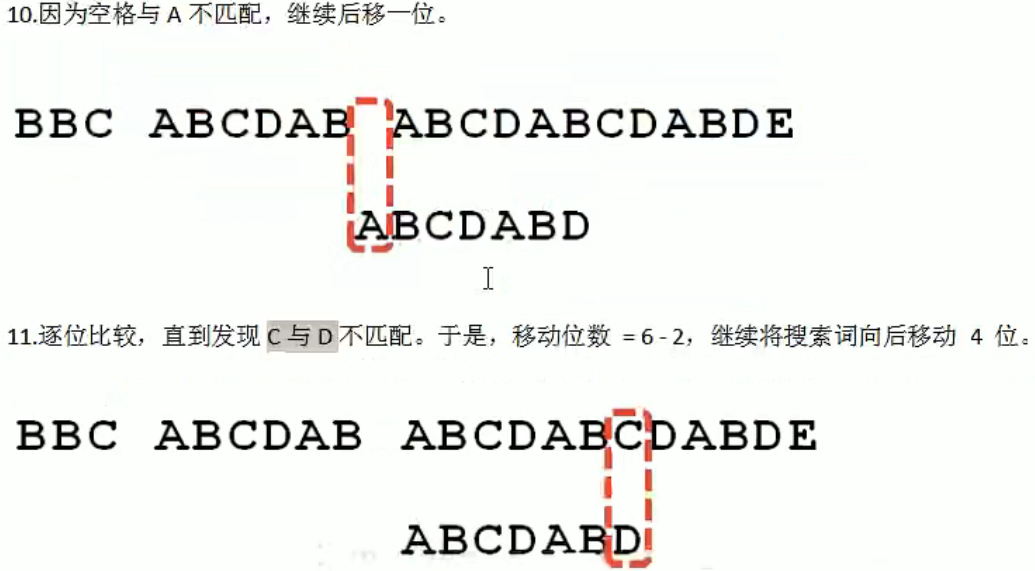 10.因为空格与 A 不匹配，继续后移一位。
BBC ABCDAB ABCDABCDABDE
ABCDABD
11.逐位比较，直到发现 C 与 D 不匹配。于是，移动位数 = 6 - 2，继续将搜索词向后移动 4 位。
BBC ABCDAB ABCDABCDABDE
ABCDABD